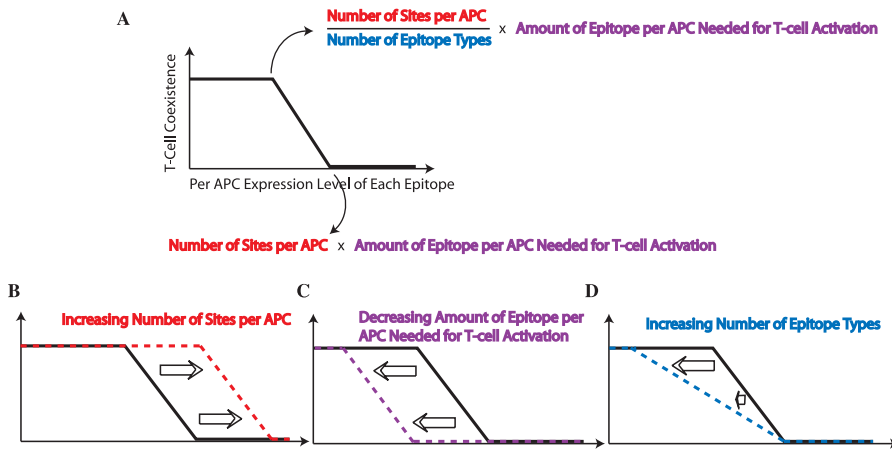 A
Number of Sites per APC
Number of Epitope Types
x Amount of Epitope per APC Needed for T-cell Activation
T-Cell Coexistence
Per APC Expression Level of Each Epitope
Number of Sites per APC x Amount of Epitope per APC Needed for T-cell Activation
B
Increasing Number of Sites per APC
C
Decreasing Amount of Epitope per
APC Needed for T-cell Activation
D
Increasing Number of Epitope Types